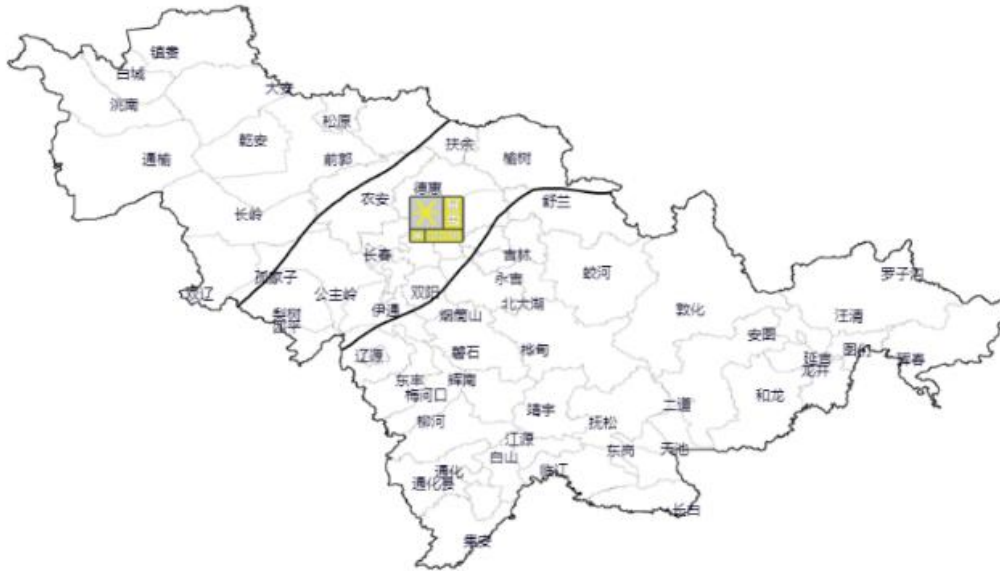 镇赉
白城
洮南
大安
松原
乾安
扶余
榆树
通榆
前郭
德惠
农安
舒兰
长岭
长春
吉林
蛟河
孤家子
永吉
罗子沟
双辽
公主岭
双阳
北大湖
敦化
梨树
四平
伊通
烟筒山
汪清
安图
辽源
磐石
桦甸
延吉
图们
珲春
龙井
东丰
辉南
梅河口
和龙
靖宇
二道
柳河
抚松
江源
东岗
天池
白山
通化
临江
通化县
长白
集安